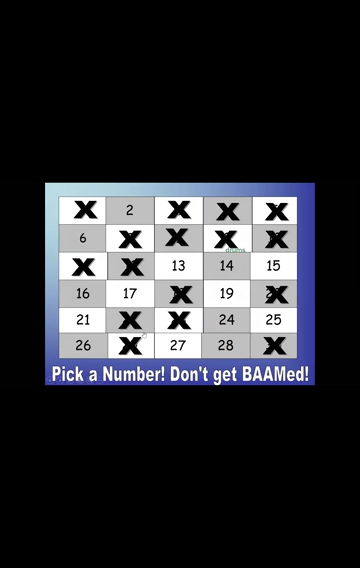 X 2 X X X
6 X X X X
drums
X X 13 14 15
16 17 X 19 X
21 X X 24 25
26 X 27 28 X
Pick a Number! Don't get BAAMed!